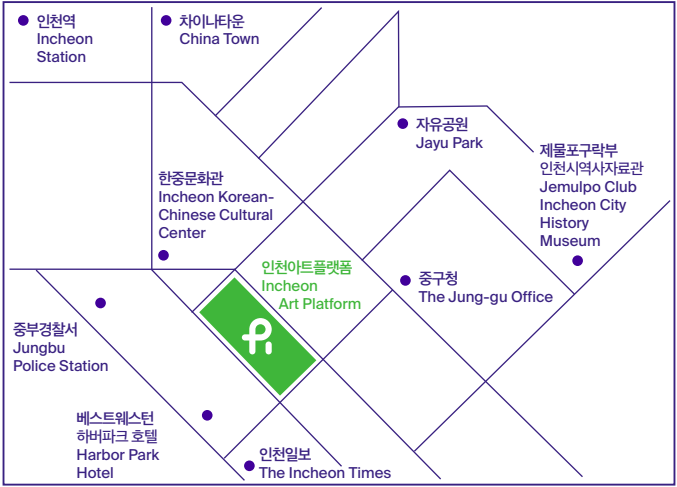 인천역
Incheon
Station
차이나타운
China Town
자유공원
Jayu Park
제물포구락부
인천시역사자료관
Jemulpo Club
Incheon City
History
Museum
한중문화관
Incheon Korean-
Chinese Cultural
Center
인천아트플랫폼
Incheon
Art Platform
중구청
The Jung-gu Office
중부경찰서
Jungbu
Police Station
베스트웨스턴
하버파크 호텔
Harbor Park
Hotel
인천일보
The Incheon Times